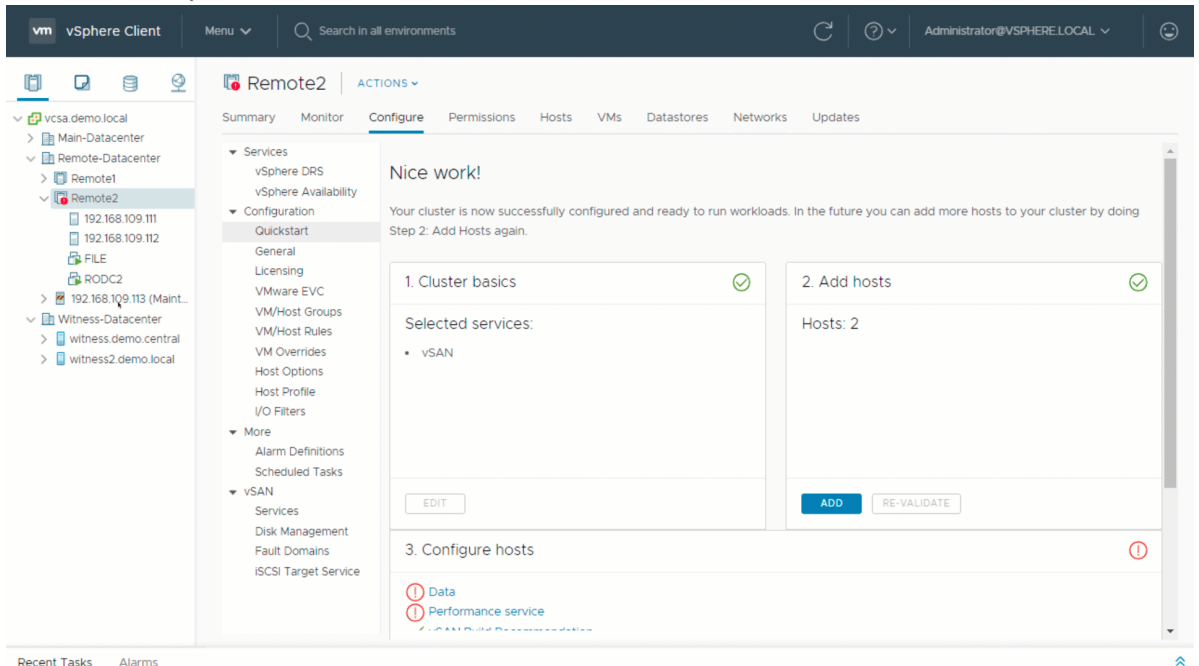 vm vSphere Client Menu Search in all environments Administrator@VSPHERE.LOCAL
Remote2 ACTIONS
Summary Monitor Configure Permissions Hosts VMs Datastores Networks Updates
vcsa.demo.local
Main-Datacenter
Remote-Datacenter
Remote1
Remote2
192.168.109.111
192.168.109.112
FILE
RODC2
192.168.109.113 (Maint...
Witness-Datacenter
witness.demo.central
witness2.demo.local
Services
vSphere DRS
vSphere Availability
Configuration
Quickstart
General
Licensing
VMware EVC
VM/Host Groups
VM/Host Rules
VM Overrides
Host Options
Host Profile
I/O Filters
More
Alarm Definitions
Scheduled Tasks
vSAN
Services
Disk Management
Fault Domains
iSCSI Target Service
Nice work!
Your cluster is now successfully configured and ready to run workloads. In the future you can add more hosts to your cluster by doing
Step 2: Add Hosts again.
1. Cluster basics
Selected services:
• vSAN
EDIT
2. Add hosts
Hosts: 2
ADD RE-VALIDATE
3. Configure hosts
Data
Performance service
vSAN Build Recommendation
Recent Tasks Alarms